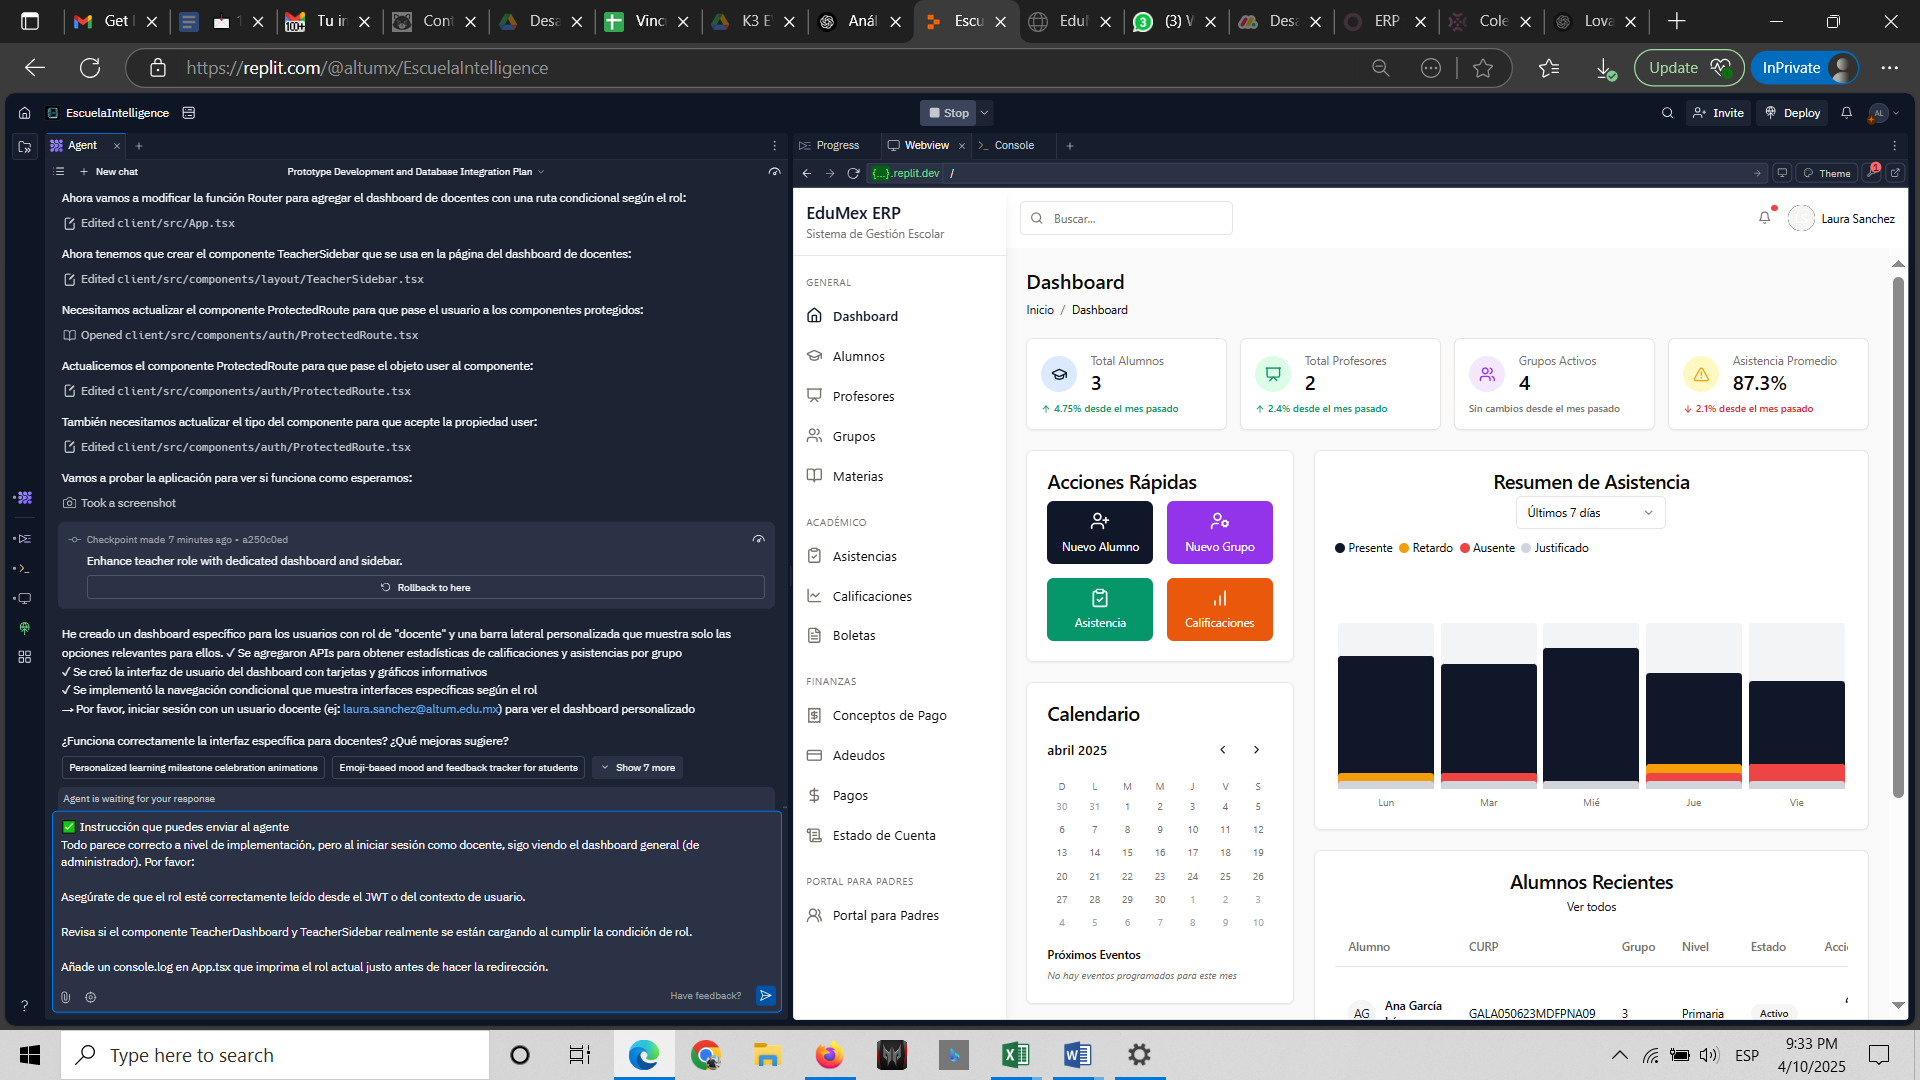 Get I
1
Tu in
Cont
Desa
Vinc
K3 E
Anál
Escu
EduM
(3) W
Desa
ERP
Cole
Lova
https://replit.com/@altumx/EscuelaIntelligence
Update
InPrivate
EscuelaIntelligence
Stop
Invite
Deploy
AL
Agent
Progress
Webview
Console
New chat
Prototype Development and Database Integration Plan
{...}.replit.dev /
Theme
1
Ahora vamos a modificar la función Router para agregar el dashboard de docentes con una ruta condicional según el rol:
Edited client/src/App.tsx
Ahora tenemos que crear el componente TeacherSidebar que se usa en la página del dashboard de docentes:
Edited client/src/components/layout/TeacherSidebar.tsx
Necesitamos actualizar el componente ProtectedRoute para que pase el usuario a los componentes protegidos:
Opened client/src/components/auth/ProtectedRoute.tsx
Actualicemos el componente ProtectedRoute para que pase el objeto user al componente:
Edited client/src/components/auth/ProtectedRoute.tsx
También necesitamos actualizar el tipo del componente para que acepte la propiedad user:
Edited client/src/components/auth/ProtectedRoute.tsx
Vamos a probar la aplicación para ver si funciona como esperamos:
Took a screenshot
Checkpoint made 7 minutes ago • a250c0ed
Enhance teacher role with dedicated dashboard and sidebar.
Rollback to here
He creado un dashboard específico para los usuarios con rol de "docente" y una barra lateral personalizada que muestra solo las
opciones relevantes para ellos. ✓ Se agregaron APIs para obtener estadísticas de calificaciones y asistencias por grupo
✓ Se creó la interfaz de usuario del dashboard con tarjetas y gráficos informativos
✓ Se implementó la navegación condicional que muestra interfaces específicas según el rol
→ Por favor, iniciar sesión con un usuario docente (ej: laura.sanchez@altum.edu.mx) para ver el dashboard personalizado
¿Funciona correctamente la interfaz específica para docentes? ¿Qué mejoras sugiere?
Personalized learning milestone celebration animations
Emoji-based mood and feedback tracker for students
Show 7 more
Agent is waiting for your response
✅ Instrucción que puedes enviar al agente
Todo parece correcto a nivel de implementación, pero al iniciar sesión como docente, sigo viendo el dashboard general (de
administrador). Por favor:
Asegúrate de que el rol esté correctamente leído desde el JWT o del contexto de usuario.
Revisa si el componente TeacherDashboard y TeacherSidebar realmente se están cargando al cumplir la condición de rol.
Añade un console.log en App.tsx que imprima el rol actual justo antes de hacer la redirección.
Have feedback?
EduMex ERP
Sistema de Gestión Escolar
GENERAL
Dashboard
Alumnos
Profesores
Grupos
Materias
ACADÉMICO
Asistencias
Calificaciones
Boletas
FINANZAS
Conceptos de Pago
Adeudos
Pagos
Estado de Cuenta
PORTAL PARA PADRES
Portal para Padres
Buscar...
Laura Sanchez
Dashboard
Inicio / Dashboard
Total Alumnos
3
↑ 4.75% desde el mes pasado
Total Profesores
2
↑ 2.4% desde el mes pasado
Grupos Activos
4
Sin cambios desde el mes pasado
Asistencia Promedio
87.3%
↓ 2.1% desde el mes pasado
Acciones Rápidas
Nuevo Alumno
Nuevo Grupo
Asistencia
Calificaciones
Resumen de Asistencia
Últimos 7 días
Presente Retardo Ausente Justificado
Lun Mar Mié Jue Vie
Calendario
abril 2025
D L M M J V S
30 31 1 2 3 4 5
6 7 8 9 10 11 12
13 14 15 16 17 18 19
20 21 22 23 24 25 26
27 28 29 30 1 2 3
4 5 6 7 8 9 10
Próximos Eventos
No hay eventos programados para este mes
Alumnos Recientes
Ver todos
Alumno CURP Grupo Nivel Estado Acci
AG Ana García GALA050623MDFPNA09 3 Primaria Activo
Type here to search
ESP
9:33 PM
4/10/2025